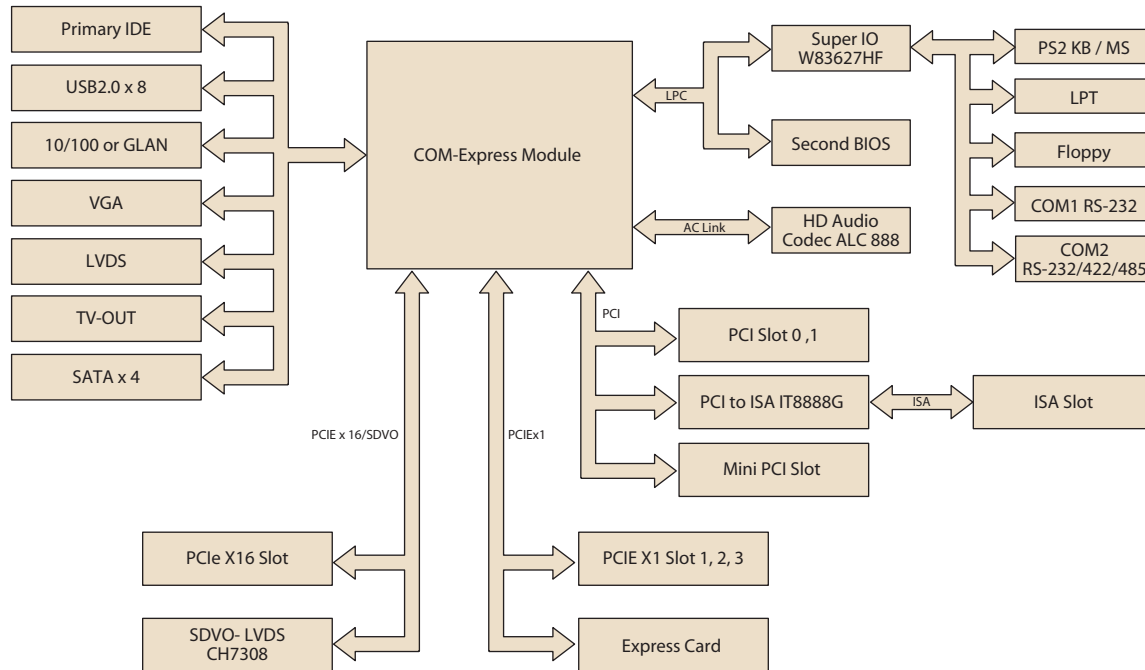 Primary IDE
USB2.0 x 8
10/100 or GLAN
VGA
LVDS
TV-OUT
SATA x 4
COM-Express Module
LPC
Super IO
W83627HF
Second BIOS
AC Link
HD Audio
Codec ALC 888
PS2 KB / MS
LPT
Floppy
COM1 RS-232
COM2
RS-232/422/485
PCI
PCI Slot 0 ,1
PCI to ISA IT8888G
ISA
ISA Slot
Mini PCI Slot
PCIE x 16/SDVO
PCIEx1
PCIe X16 Slot
SDVO- LVDS
CH7308
PCIE X1 Slot 1, 2, 3
Express Card